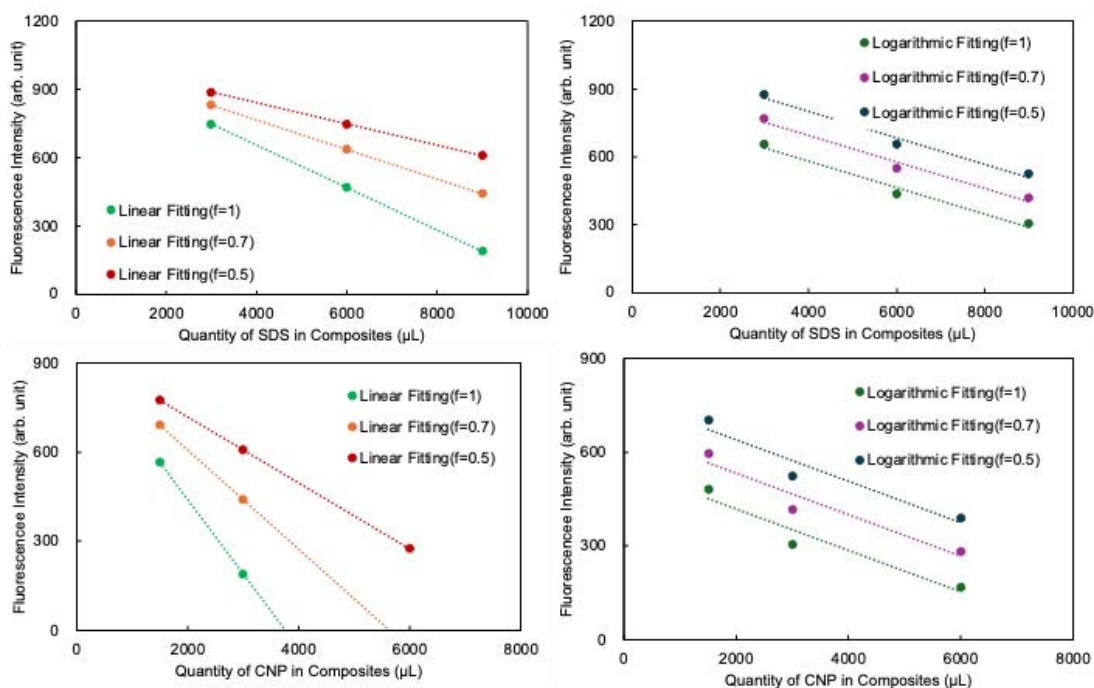 1200
900
600
300
0
Fluorescencee Intensity (arb. unit)
Linear Fitting(f=1)
Linear Fitting(f=0.7)
Linear Fitting(f=0.5)
0 2000 4000 6000 8000 10000
Quantity of SDS in Composites (µL)
1200
900
600
300
0
Fluorescencee Intensity (arb. unit)
Logarithmic Fitting(f=1)
Logarithmic Fitting(f=0.7)
Logarithmic Fitting(f=0.5)
0 2000 4000 6000 8000 10000
Quantity of SDS in Composites (µL)
900
600
300
0
Fluorescencee Intensity (arb. unit)
Linear Fitting(f=1)
Linear Fitting(f=0.7)
Linear Fitting(f=0.5)
0 2000 4000 6000 8000
Quantity of CNP in Composites (µL)
900
600
300
0
Fluorescencee Intensity (arb. unit)
Logarithmic Fitting(f=1)
Logarithmic Fitting(f=0.7)
Logarithmic Fitting(f=0.5)
0 2000 4000 6000 8000
Quantity of CNP in Composites (µL)